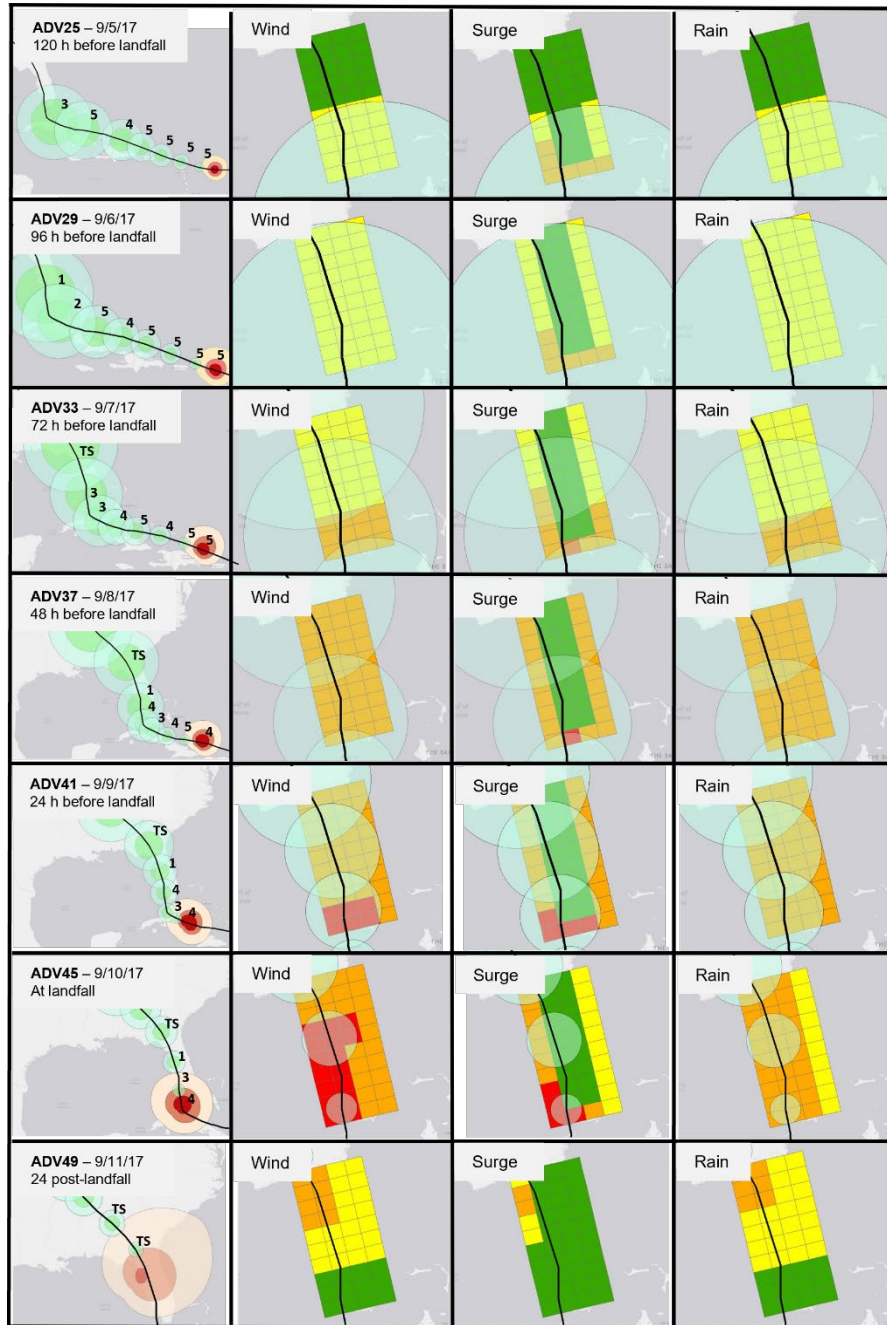 ADV25 – 9/5/17
120 h before landfall
3
5
4
5
5
5
5
Wind
Surge
Rain
ADV29 – 9/6/17
96 h before landfall
1
2
5
4
5
5
5
5
Wind
Surge
Rain
ADV33 – 9/7/17
72 h before landfall
TS
3
3
4
5
4
5
5
Wind
Surge
Rain
ADV37 – 9/8/17
48 h before landfall
TS
1
4
3
4
5
4
Wind
Surge
Rain
THE BA
ADV41 – 9/9/17
24 h before landfall
TS
1
4
3
4
Wind
Surge
Rain
ADV45 – 9/10/17
At landfall
TS
1
3
4
Wind
Surge
Rain
ADV49 – 9/11/17
24 post-landfall
TS
TS
Wind
Surge
Rain